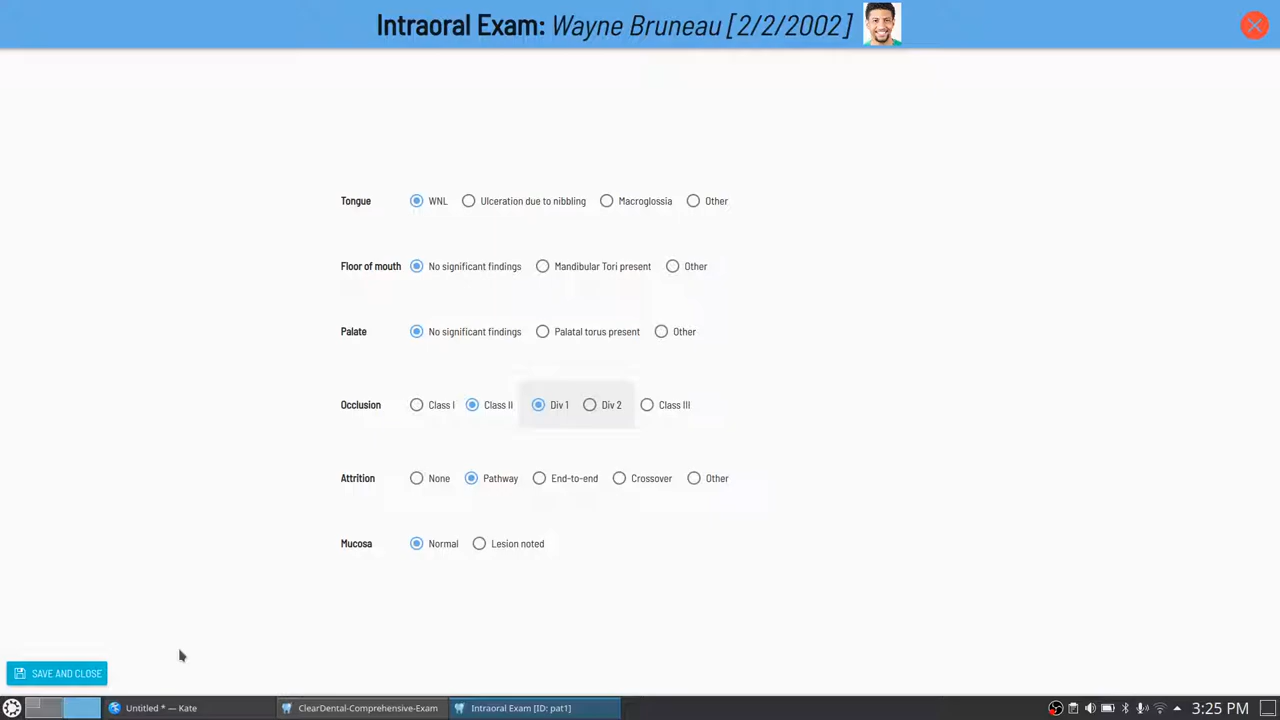 Intraoral Exam: Wayne Bruneau [2/2/2002]
Tongue WNL Ulceration due to nibbling Macroglossia Other
Floor of mouth No significant findings Mandibular Tori present Other
Palate No significant findings Palatal torus present Other
Occlusion Class I Class II Div 1 Div 2 Class III
Attrition None Pathway End-to-end Crossover Other
Mucosa Normal Lesion noted
SAVE AND CLOSE
Untitled * — Kate ClearDental-Comprehensive-Exam Intraoral Exam [ID: pat1] 3:25 PM